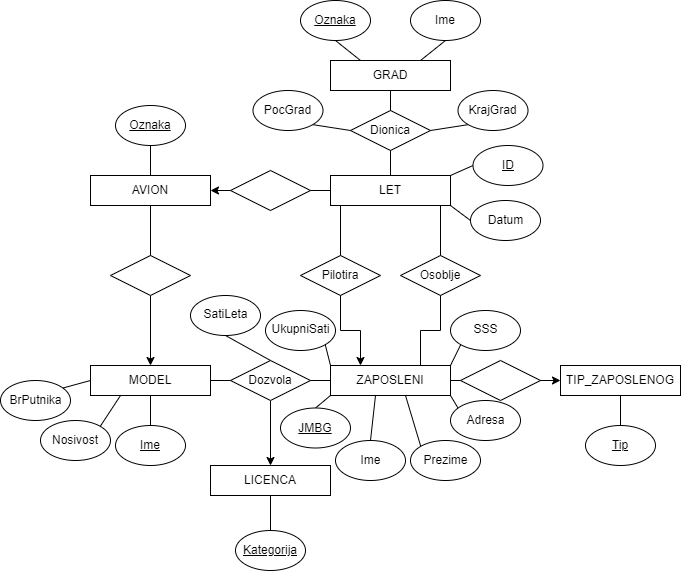 Oznaka
Ime
GRAD
PocGrad
KrajGrad
Dionica
Oznaka
ID
AVION
LET
Datum
Pilotira
Osoblje
SatiLeta
UkupniSati
SSS
MODEL
Dozvola
ZAPOSLENI
TIP_ZAPOSLENOG
BrPutnika
Adresa
JMBG
Nosivost
Ime
Ime
Prezime
Tip
LICENCA
Kategorija